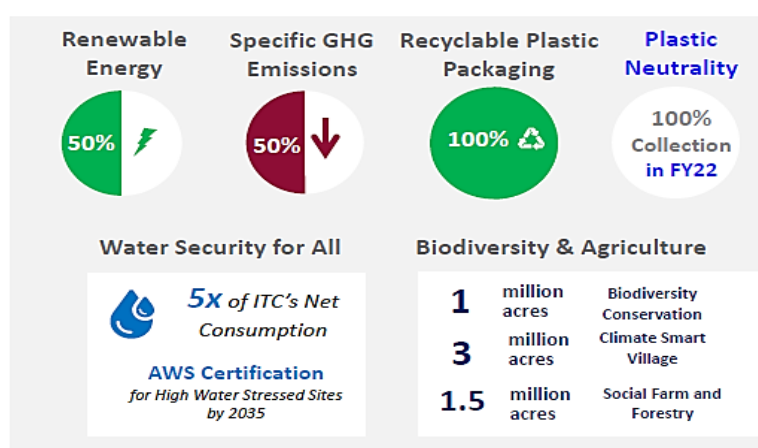 Renewable
Energy
Specific GHG
Emissions
Recyclable Plastic
Packaging
Plastic
Neutrality
50%
50%
100%
100%
Collection
in FY22
Water Security for All
5x of ITC's Net
Consumption
AWS Certification
for High Water Stressed Sites
by 2035
Biodiversity & Agriculture
1 million acres Biodiversity Conservation
3 million acres Climate Smart Village
1.5 million acres Social Farm and Forestry